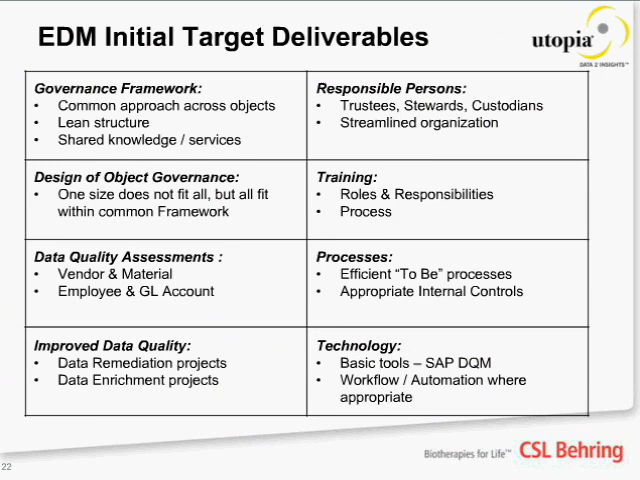 EDM Initial Target Deliverables
utopia®
DATA 2 INSIGHTS™
Governance Framework:
• Common approach across objects
• Lean structure
• Shared knowledge / services
Responsible Persons:
• Trustees, Stewards, Custodians
• Streamlined organization
Design of Object Governance:
• One size does not fit all, but all fit
within common Framework
Training:
• Roles & Responsibilities
• Process
Data Quality Assessments :
• Vendor & Material
• Employee & GL Account
Processes:
• Efficient “To Be” processes
• Appropriate Internal Controls
Improved Data Quality:
• Data Remediation projects
• Data Enrichment projects
Technology:
• Basic tools – SAP DQM
• Workflow / Automation where
appropriate
Biotherapies for Life™ CSL Behring
22